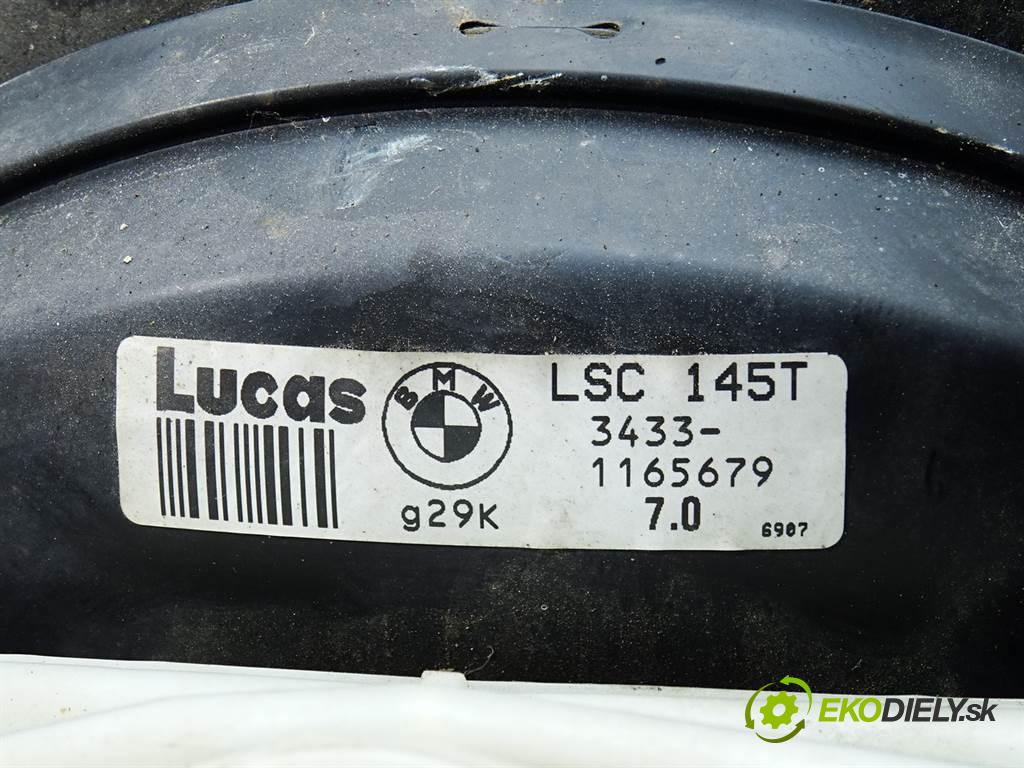 Lucas
BMW
g29K
LSC 145T
3433-
1165679
7.0
6907
EKODIELY.sk